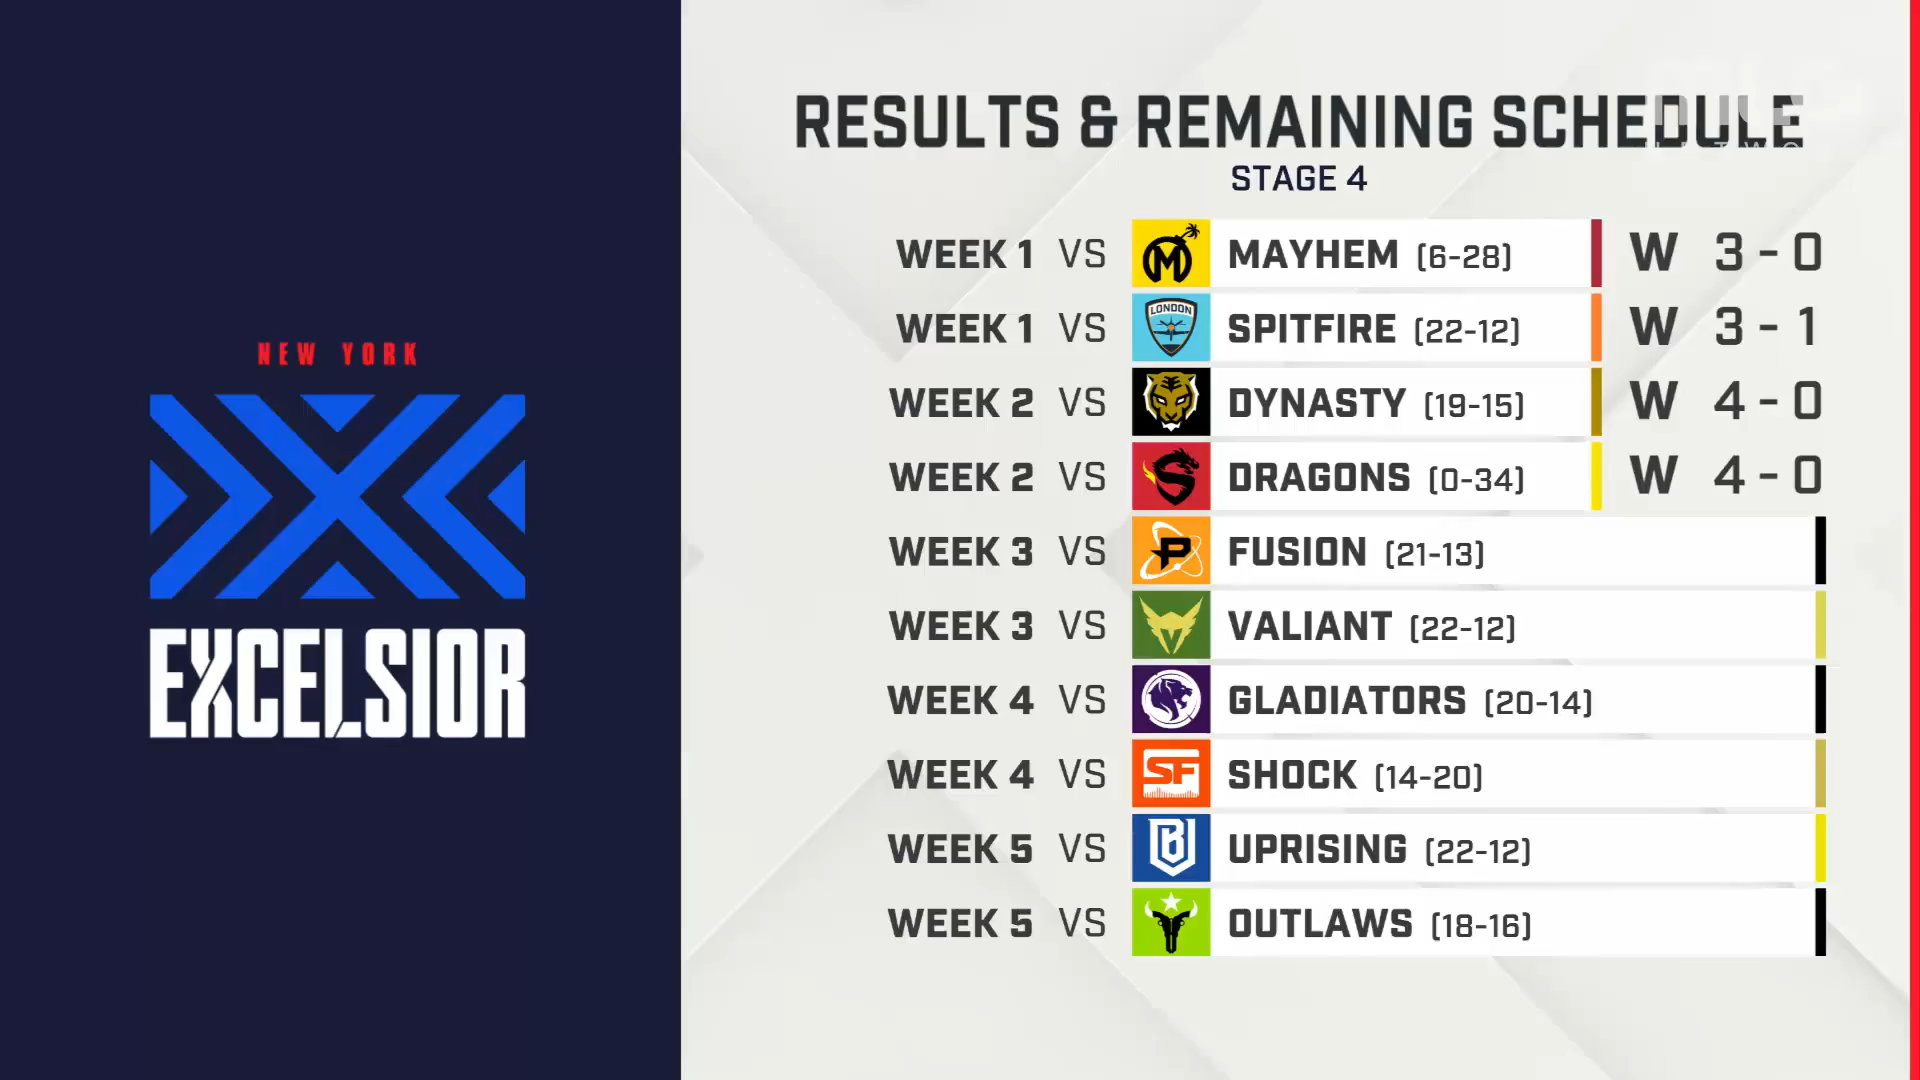 NEW YORK
EXCELSIOR
RESULTS & REMAINING SCHEDULE
STAGE 4
WEEK 1 VS LONDON MAYHEM (6-28) W 3 - 0
WEEK 1 VS LONDON SPITFIRE (22-12) W 3 - 1
WEEK 2 VS DYNASTY (19-15) W 4 - 0
WEEK 2 VS DRAGONS (0-34) W 4 - 0
WEEK 3 VS P FUSION (21-13)
WEEK 3 VS VALIANT (22-12)
WEEK 4 VS GLADIATORS (20-14)
WEEK 4 VS SF SHOCK (14-20)
WEEK 5 VS B UPRISING (22-12)
WEEK 5 VS OUTLAWS (18-16)